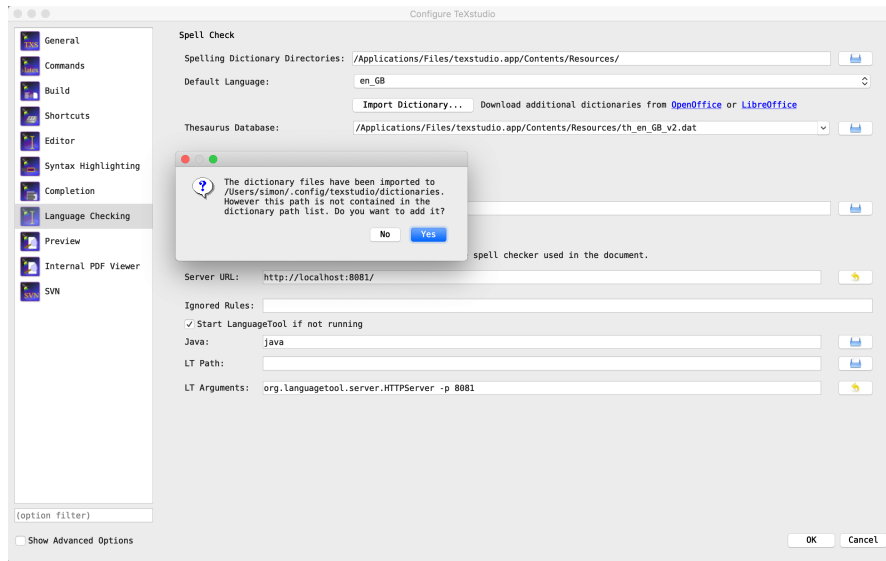 Configure TeXstudio
General
Commands
Build
Shortcuts
Editor
Syntax Highlighting
Completion
Language Checking
Preview
Internal PDF Viewer
SVN
(option filter)
Show Advanced Options
Spell Check
Spelling Dictionary Directories: /Applications/Files/texstudio.app/Contents/Resources/
Default Language: en_GB
Import Dictionary... Download additional dictionaries from OpenOffice or LibreOffice
Thesaurus Database: /Applications/Files/texstudio.app/Contents/Resources/th_en_GB_v2.dat
The dictionary files have been imported to
/Users/simon/.config/texstudio/dictionaries.
However this path is not contained in the
dictionary path list. Do you want to add it?
No Yes
spell checker used in the document.
Server URL: http://localhost:8081/
Ignored Rules:
Start LanguageTool if not running
Java: java
LT Path:
LT Arguments: org.languagetool.server.HTTPServer -p 8081
OK Cancel